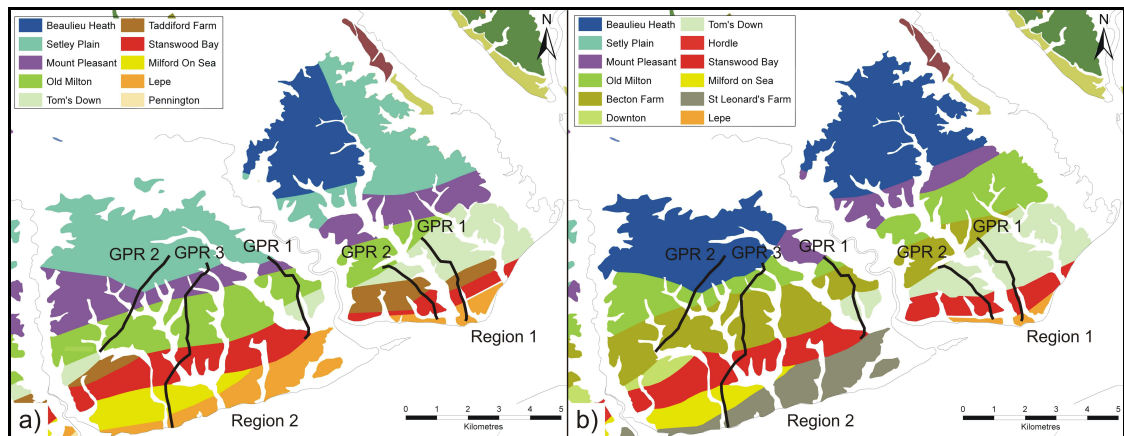 Beaulieu Heath
Setley Plain
Mount Pleasant
Old Milton
Tom's Down
Taddiford Farm
Stanswood Bay
Milford On Sea
Lepe
Pennington
N
GPR 2 GPR 3 GPR 1
GPR 2 GPR 1
Region 1
Region 2
0 1 2 3 4 5
Kilometres
a)
Beaulieu Heath
Setly Plain
Mount Pleasant
Old Milton
Becton Farm
Downton
Tom's Down
Hordle
Stanswood Bay
Milford on Sea
St Leonard's Farm
Lepe
N
GPR 2 GPR 3 GPR 1
GPR 2 GPR 1
Region 1
Region 2
0 1 2 3 4 5
Kilometres
b)